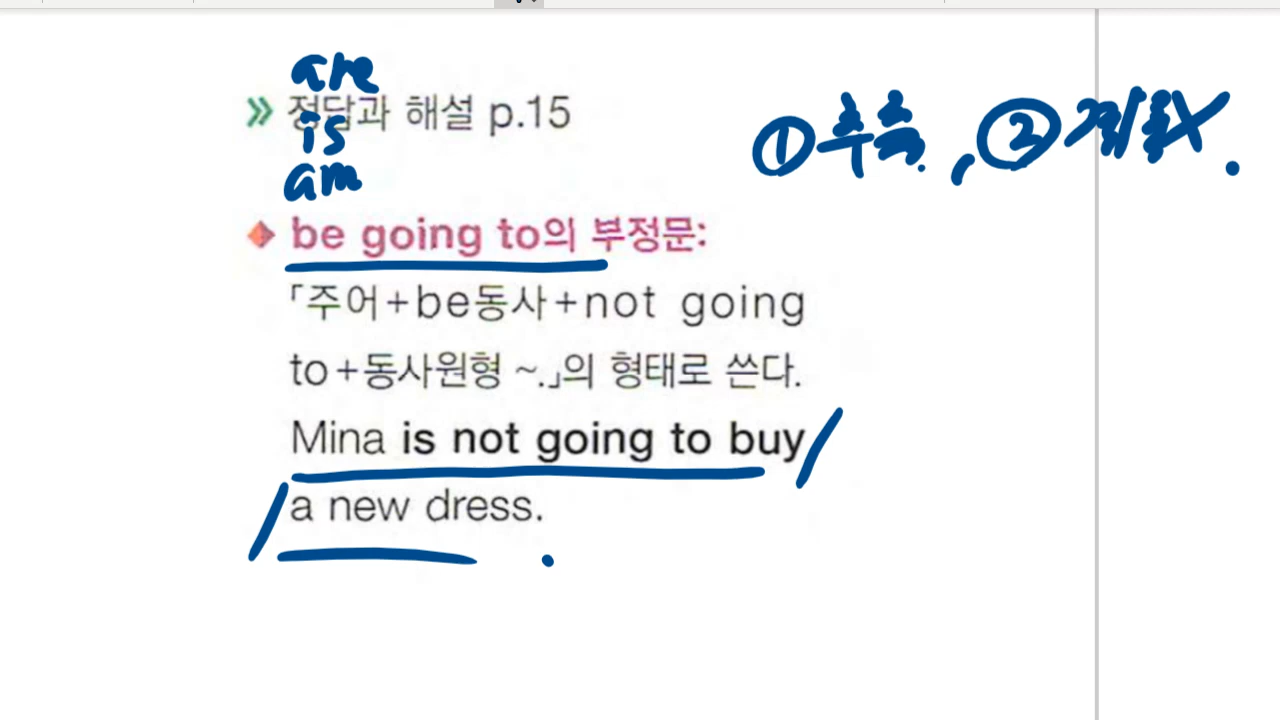 are
» 정답과 해설 p.15
is
am
① 추측, ② 계획.
be going to의 부정문:
「주어+be동사+not going
to+동사원형 ~.」의 형태로 쓴다.
Mina is not going to buy
a new dress.